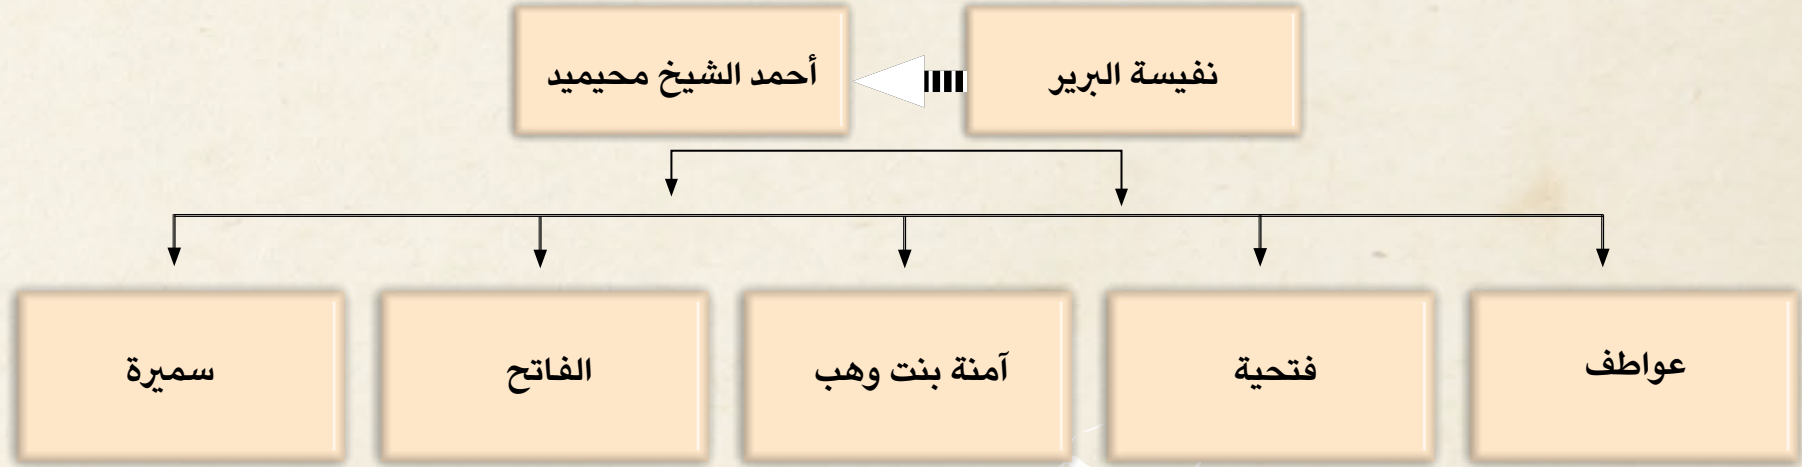 نفيسة البرير
أحمد الشيخ محيميد
عواطف
فتحية
آمنة بنت وهب
الفاتح
سميرة